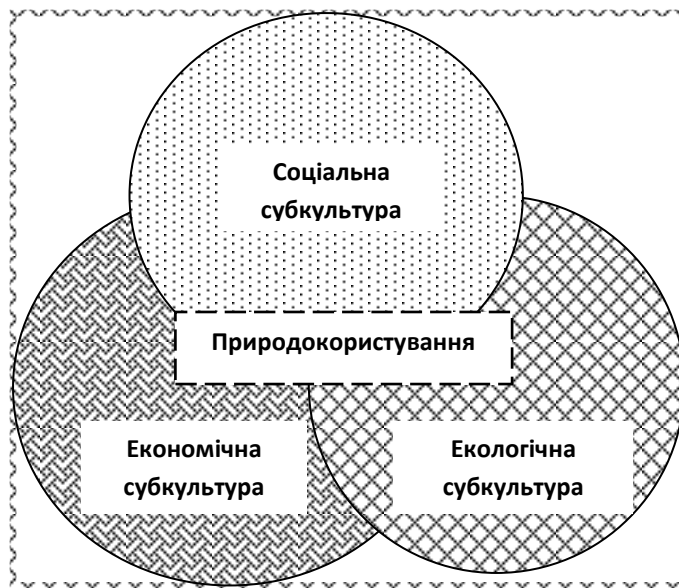 Соціальна
субкультура
Природокористування
Економічна
субкультура
Екологічна
субкультура